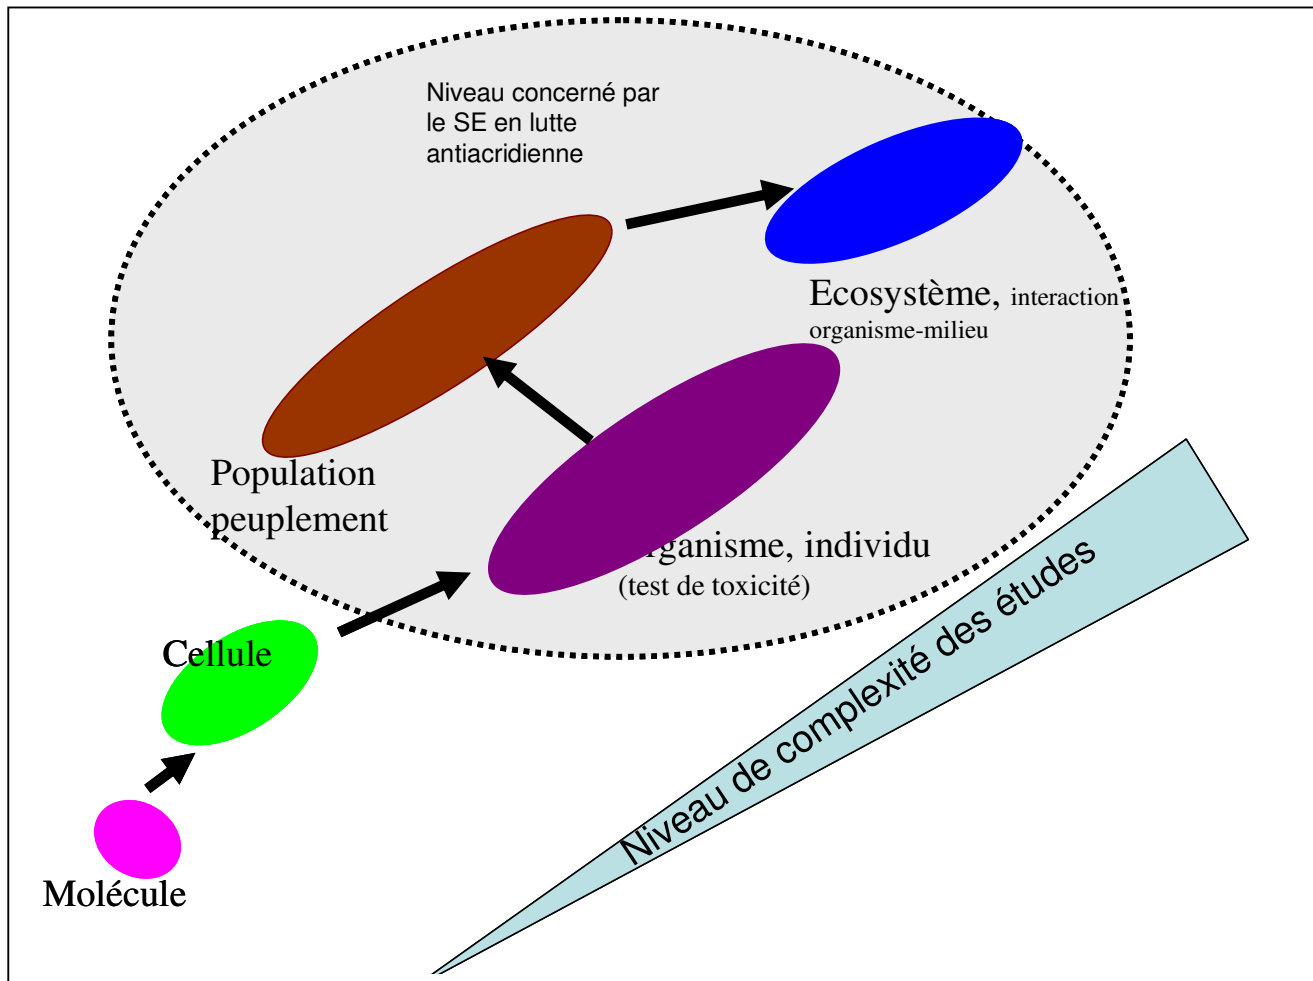 Niveau concerné par
le SE en lutte
antiacridienne
Ecosystème, interaction
organisme-milieu
Population
peuplement
rganisme, individu
(test de toxicité)
Cellule
Molécule
Niveau de complexité des études